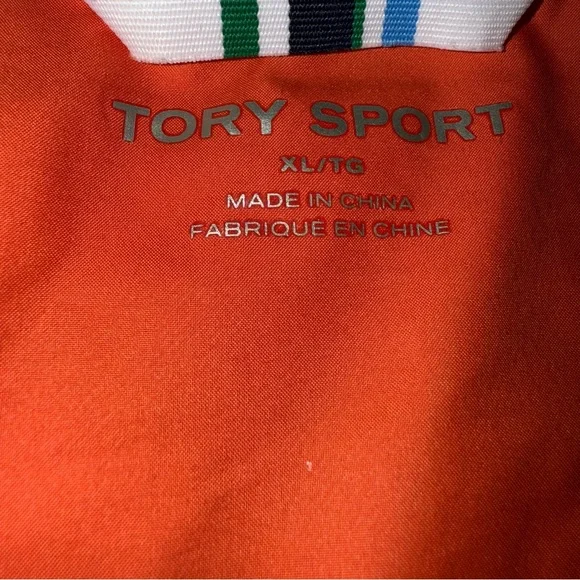 TORY SPORT
XL/TG
MADE IN CHINA
FABRIQUÉ EN CHINE